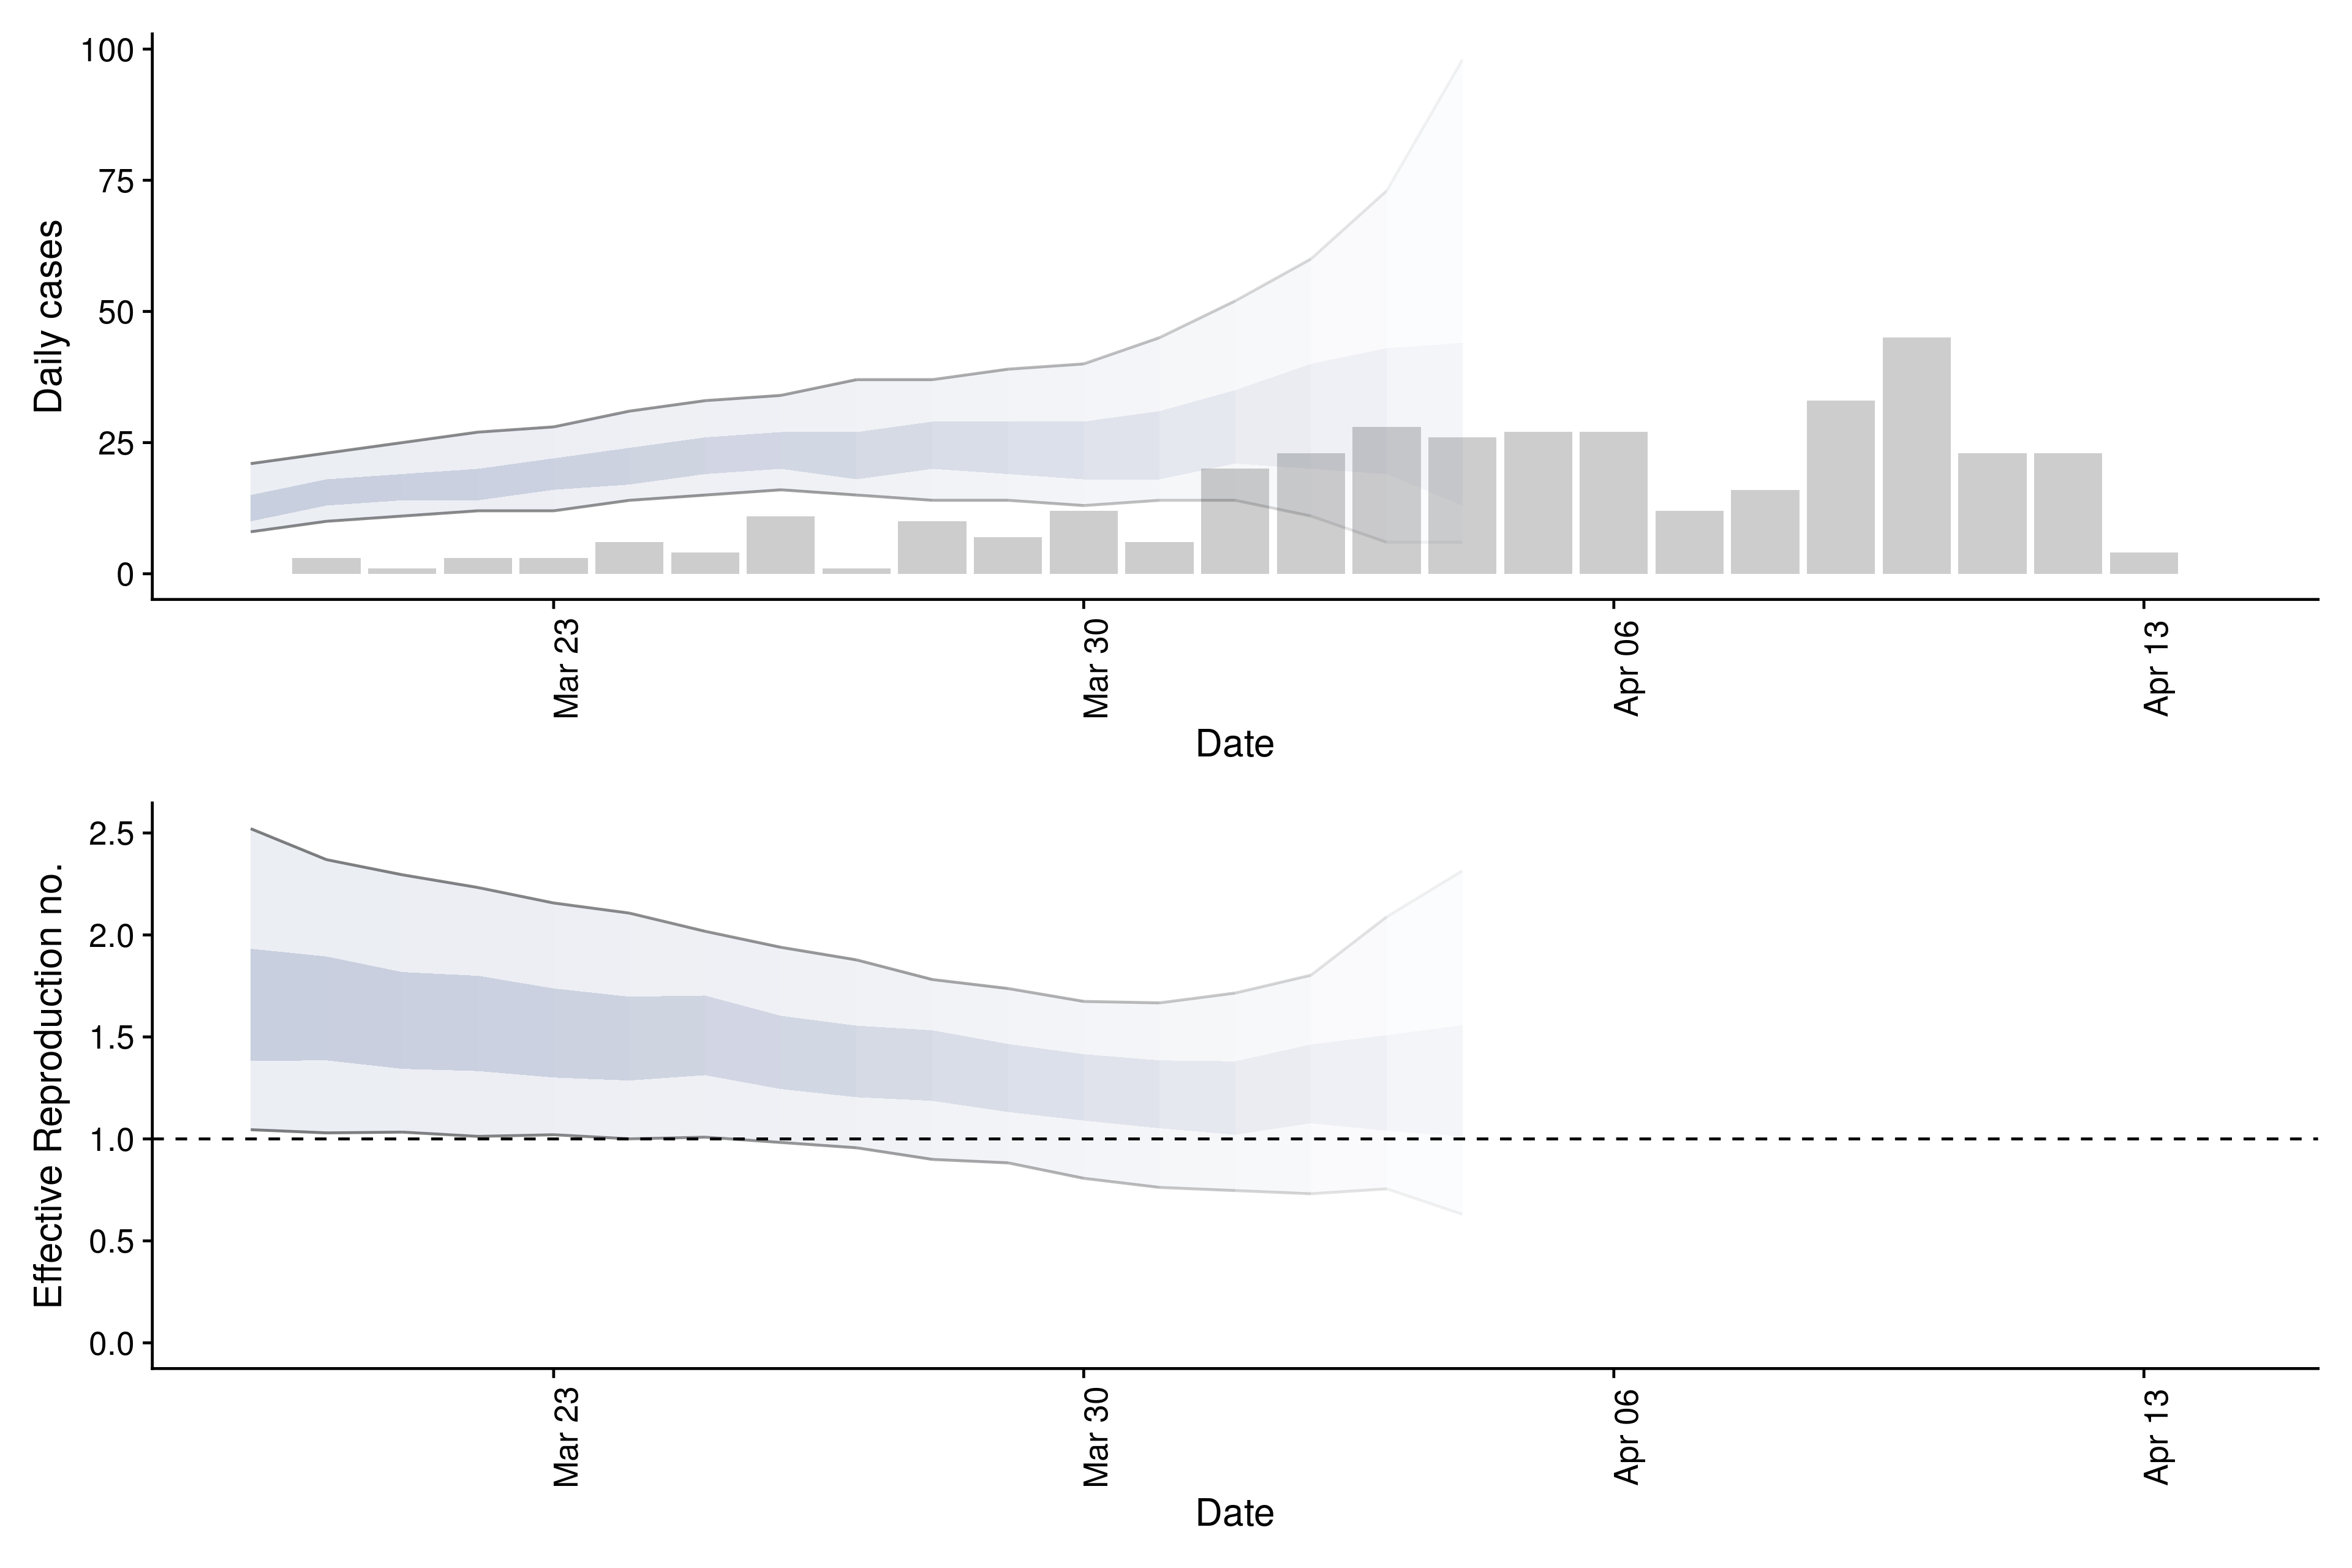 100
75
50
25
0
Daily cases
Mar 23
Mar 30
Apr 06
Apr 13
Date
2.5
2.0
1.5
1.0
0.5
0.0
Effective Reproduction no.
Mar 23
Mar 30
Apr 06
Apr 13
Date